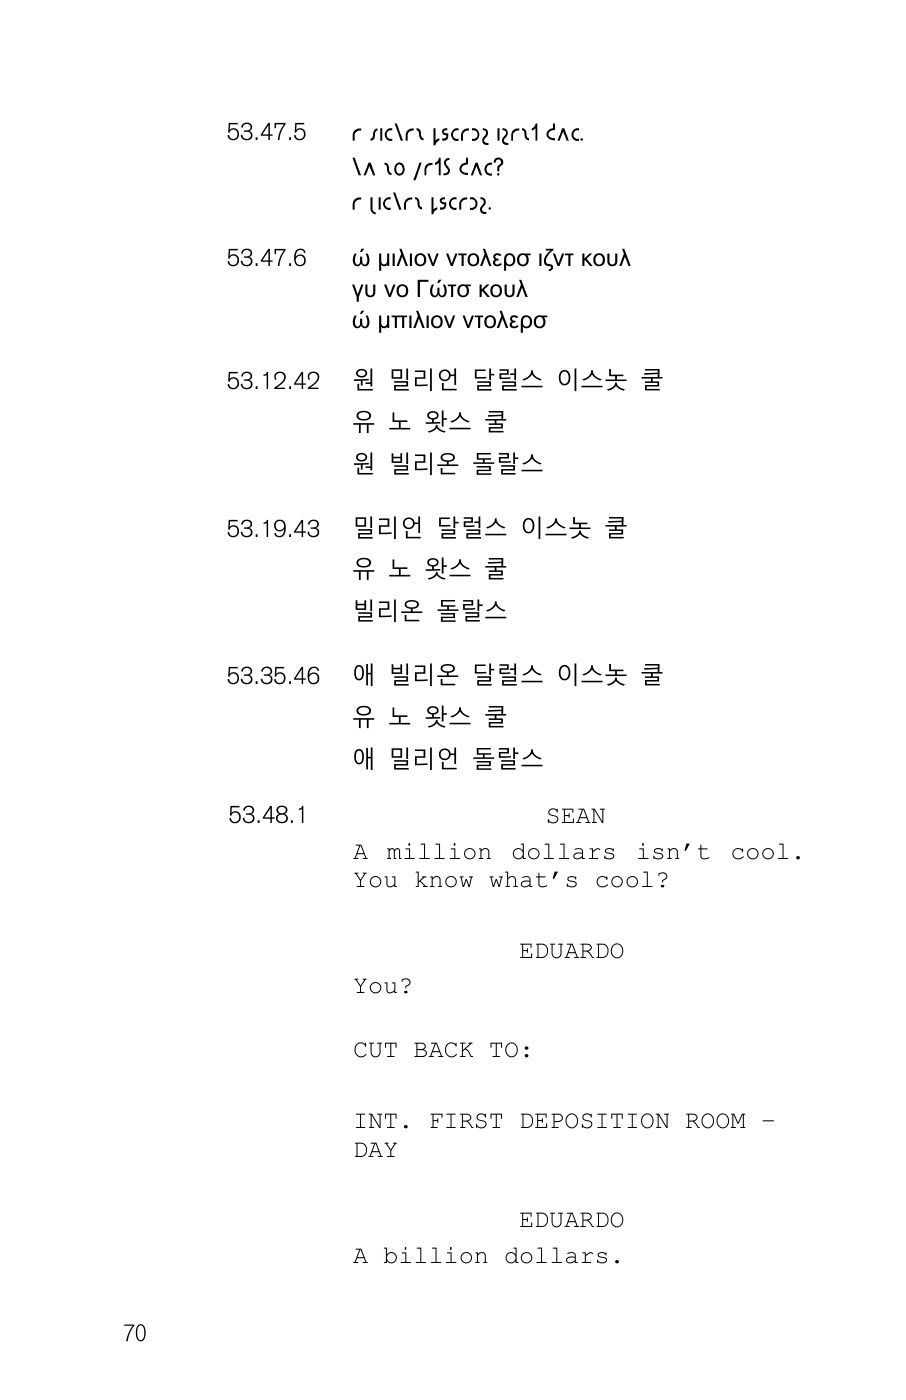 53.47.5
53.47.6 ώ μιλιον ντολερσ ιζντ κουλ
γυ νο Γώτσ κουλ
ώ μπιλιον ντολερσ
53.12.42 원 밀리언 달럴스 이스놋 쿨
유 노 왓스 쿨
원 빌리온 돌랄스
53.19.43 밀리언 달럴스 이스놋 쿨
유 노 왓스 쿨
빌리온 돌랄스
53.35.46 애 빌리온 달럴스 이스놋 쿨
유 노 왓스 쿨
애 밀리언 돌랄스
53.48.1 SEAN
A million dollars isn't cool.
You know what's cool?
EDUARDO
You?
CUT BACK TO:
INT. FIRST DEPOSITION ROOM –
DAY
EDUARDO
A billion dollars.
70